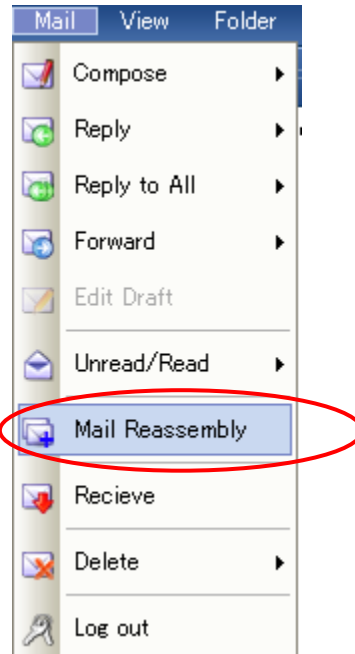 Mail View Folder
Compose
Reply
Reply to All
Forward
Edit Draft
Unread/Read
Mail Reassembly
Recieve
Delete
Log out